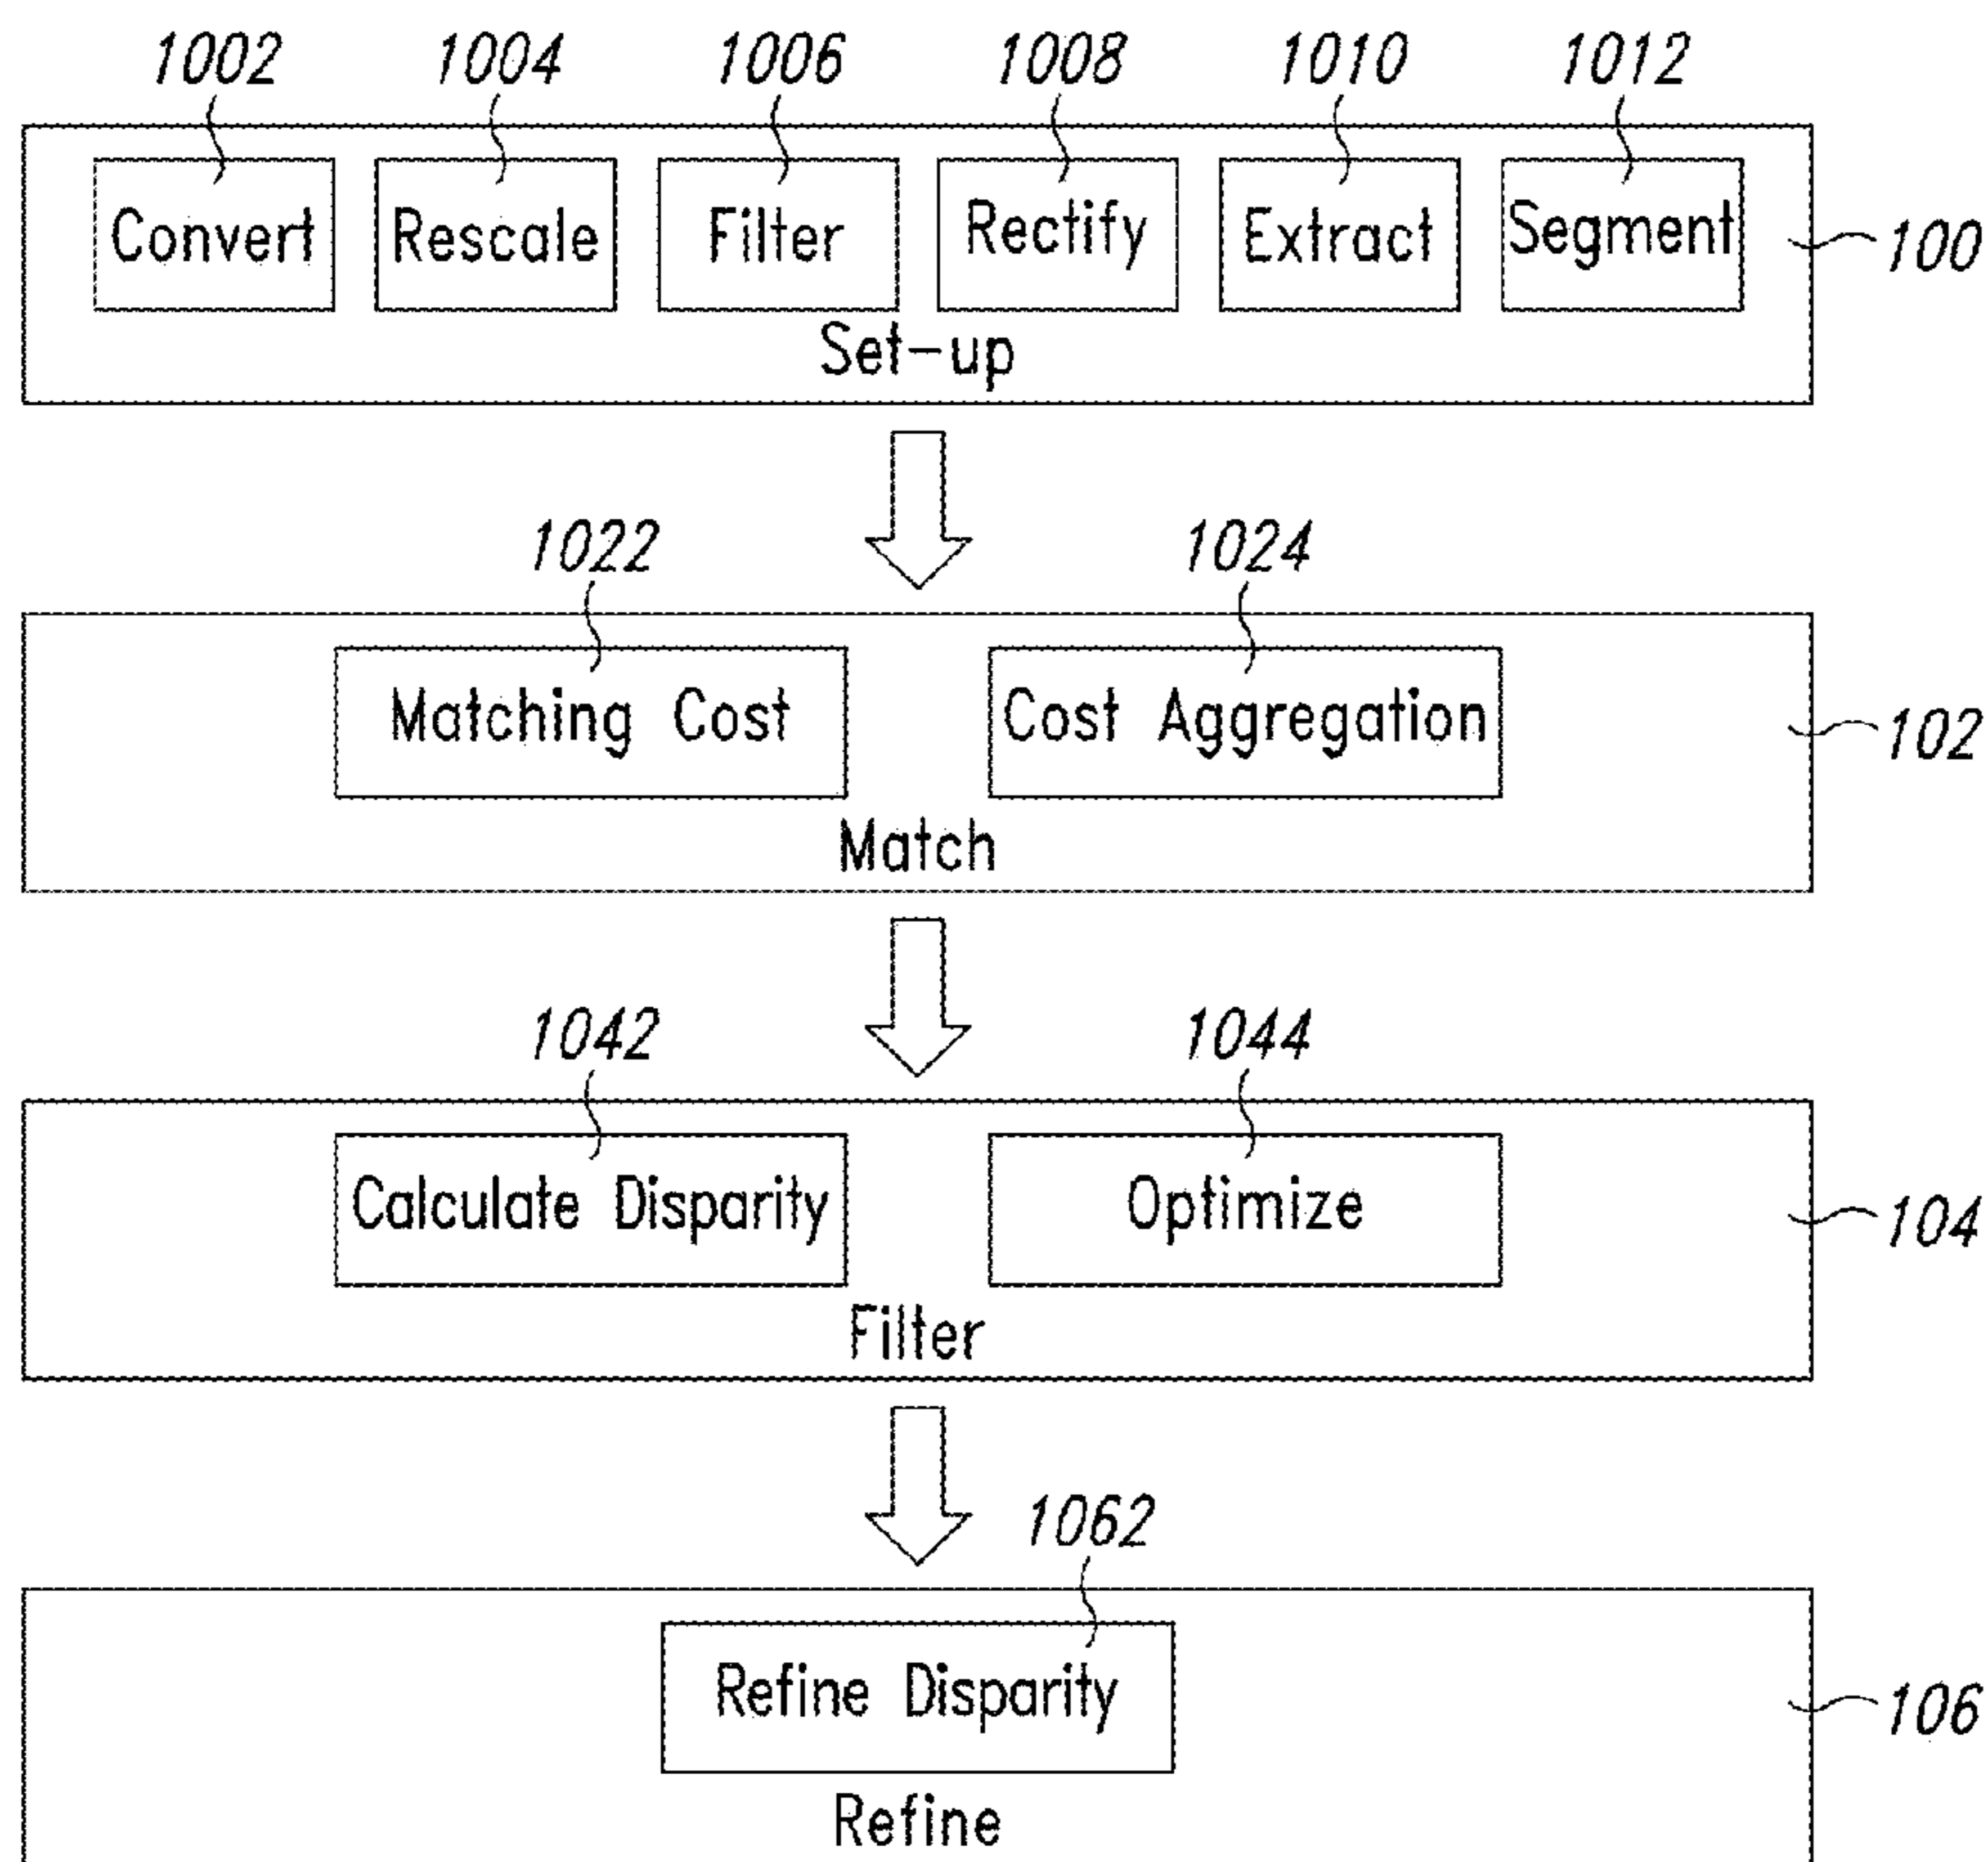 1002 1004 1006 1008 1010 1012
Convert Rescale Filter Rectify Extract Segment
100
Set-up
1022 1024
Matching Cost Cost Aggregation
102
Match
1042 1044
Calculate Disparity Optimize
104
Filter
1062
Refine Disparity
106
Refine